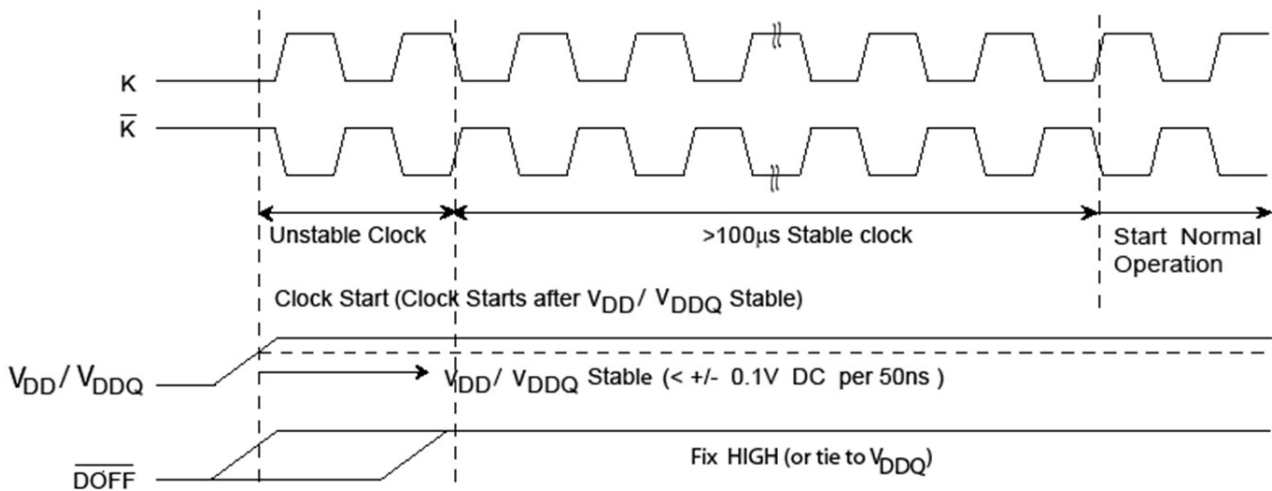 K
K̅
Unstable Clock
>100μs Stable clock
Start Normal
Operation
Clock Start (Clock Starts after VDD/ VDDQ Stable)
VDD/ VDDQ
VDD/ VDDQ Stable (< +/- 0.1V DC per 50ns )
D̅O̅F̅F̅
Fix HIGH (or tie to VDDQ)